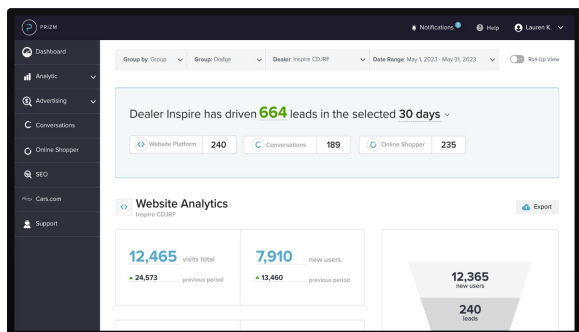 PRIZM
Notifications
Help
Lauren K.
Dashboard
Analytic
Advertising
Conversations
Online Shopper
SEO
Cars.com
Support
Group by: Group
Group: Dodge
Dealer: Inspire CDJRF
Date Range: May 1, 2023 - May 31, 2023
Roll-Up View
Dealer Inspire has driven 664 leads in the selected 30 days
Website Platform 240
Conversations 189
Online Shopper 235
Website Analytics
Inspire CDJRF
Export
12,465 visits total
24,573 previous period
7,910 new users
13,460 previous period
12,365
new users
240
leads